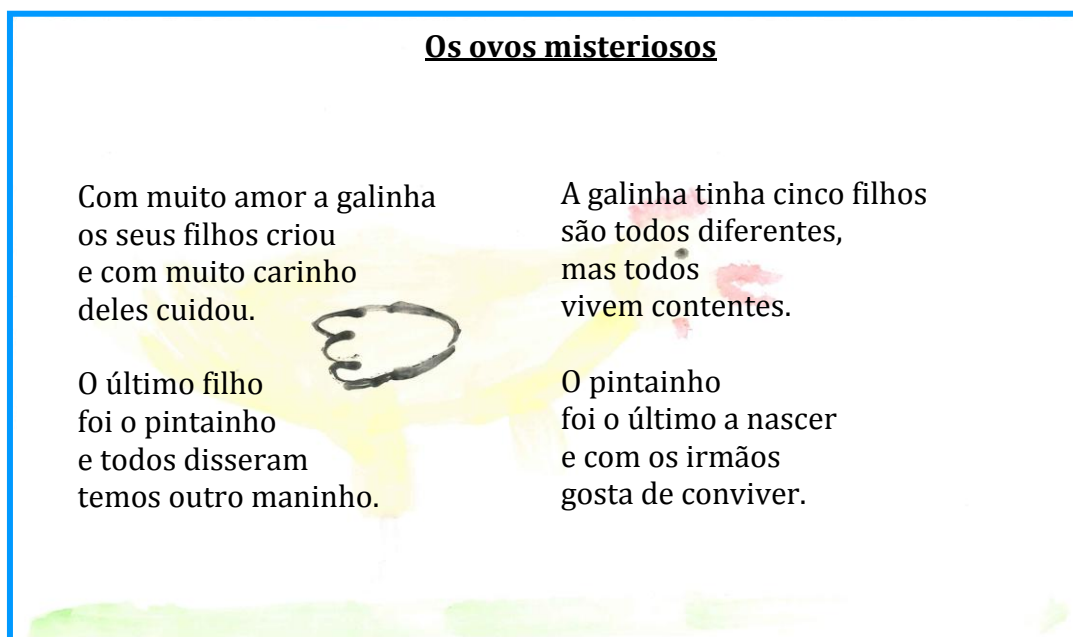 Os ovos misteriosos
Com muito amor a galinha
os seus filhos criou
e com muito carinho
deles cuidou.
O último filho
foi o pintainho
e todos disseram
temos outro maninho.
A galinha tinha cinco filhos
são todos diferentes,
mas todos
vivem contentes.
O pintainho
foi o último a nascer
e com os irmãos
gosta de conviver.